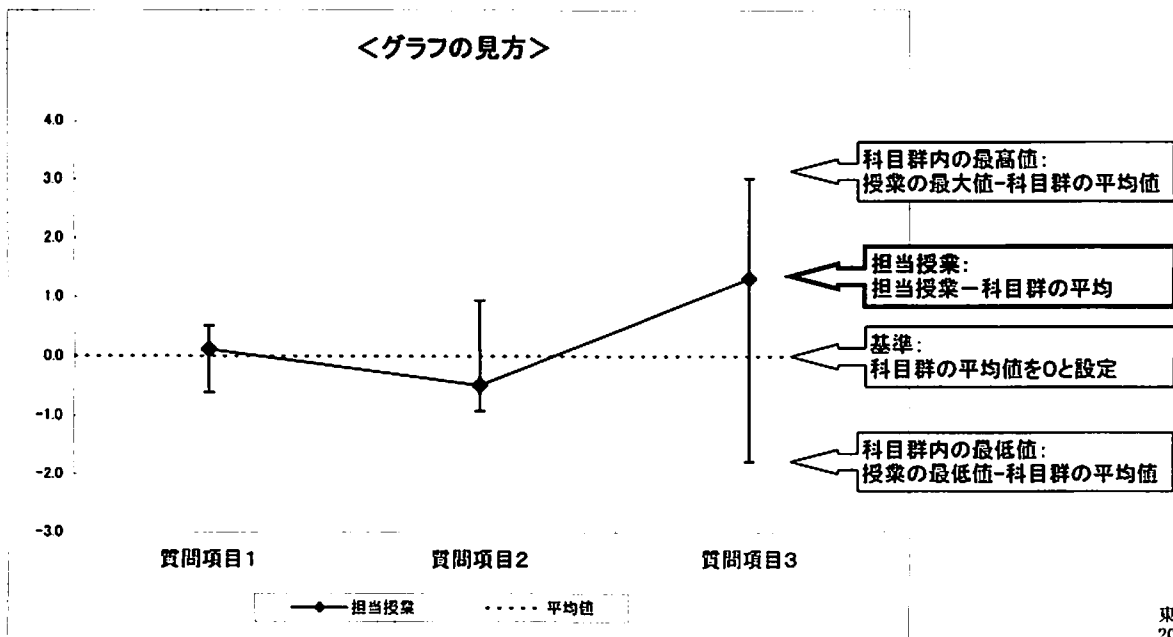 ＜グラフの見方＞
4.0
3.0
2.0
1.0
0.0
-1.0
-2.0
-3.0
科目群内の最高値：
授業の最大値-科目群の平均値
担当授業：
担当授業－科目群の平均
基準：
科目群の平均値を0と設定
科目群内の最低値：
授業の最低値-科目群の平均値
質問項目1
質問項目2
質問項目3
担当授業
平均値
東
20